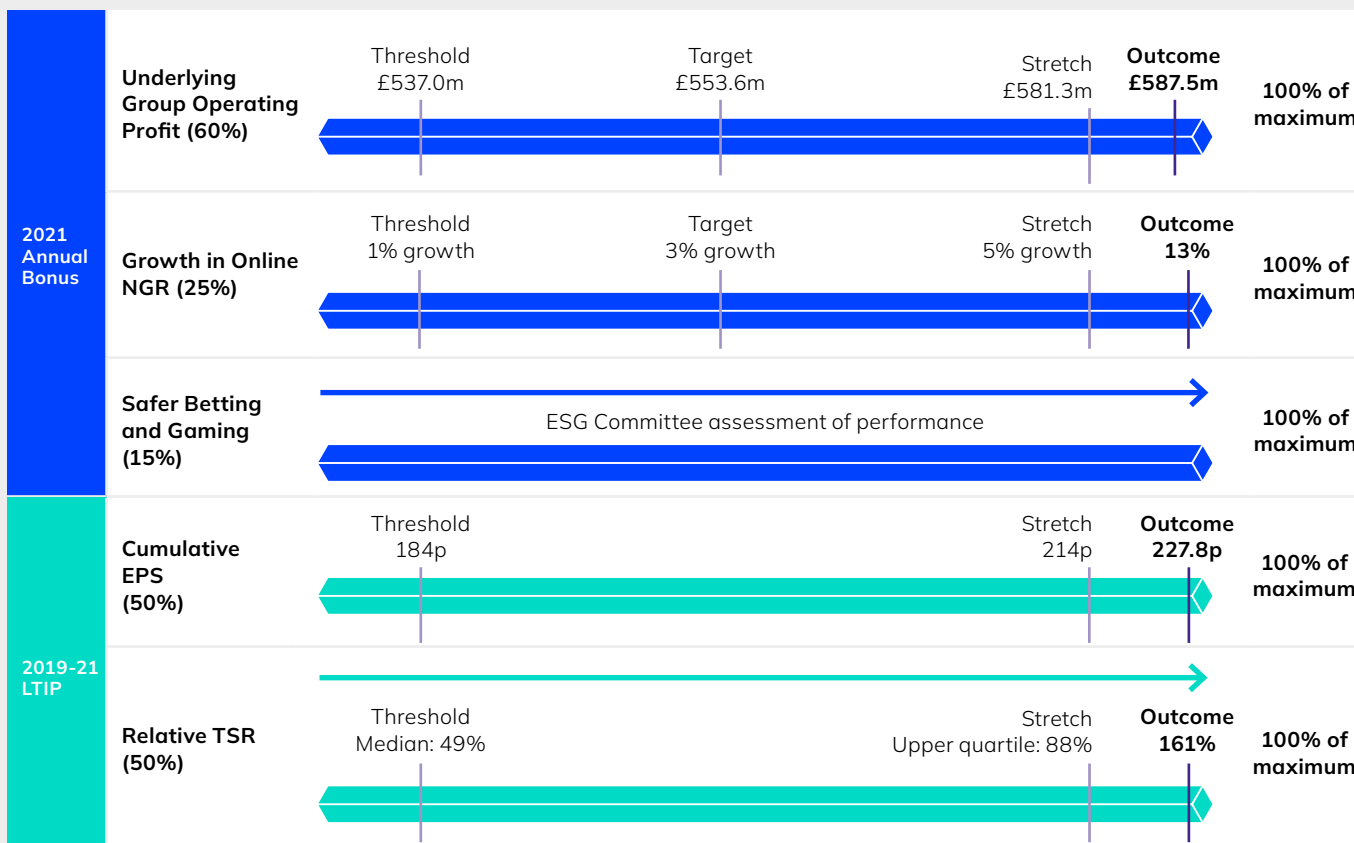 2021
Annual
Bonus
Underlying
Group Operating
Profit (60%)
Threshold
£537.0m
Target
£553.6m
Stretch
£581.3m
Outcome
£587.5m
100% of
maximum
Growth in Online
NGR (25%)
Threshold
1% growth
Target
3% growth
Stretch
5% growth
Outcome
13%
100% of
maximum
Safer Betting
and Gaming
(15%)
ESG Committee assessment of performance
100% of
maximum
2019-21
LTIP
Cumulative
EPS
(50%)
Threshold
184p
Stretch
214p
Outcome
227.8p
100% of
maximum
Relative TSR
(50%)
Threshold
Median: 49%
Stretch
Upper quartile: 88%
Outcome
161%
100% of
maximum